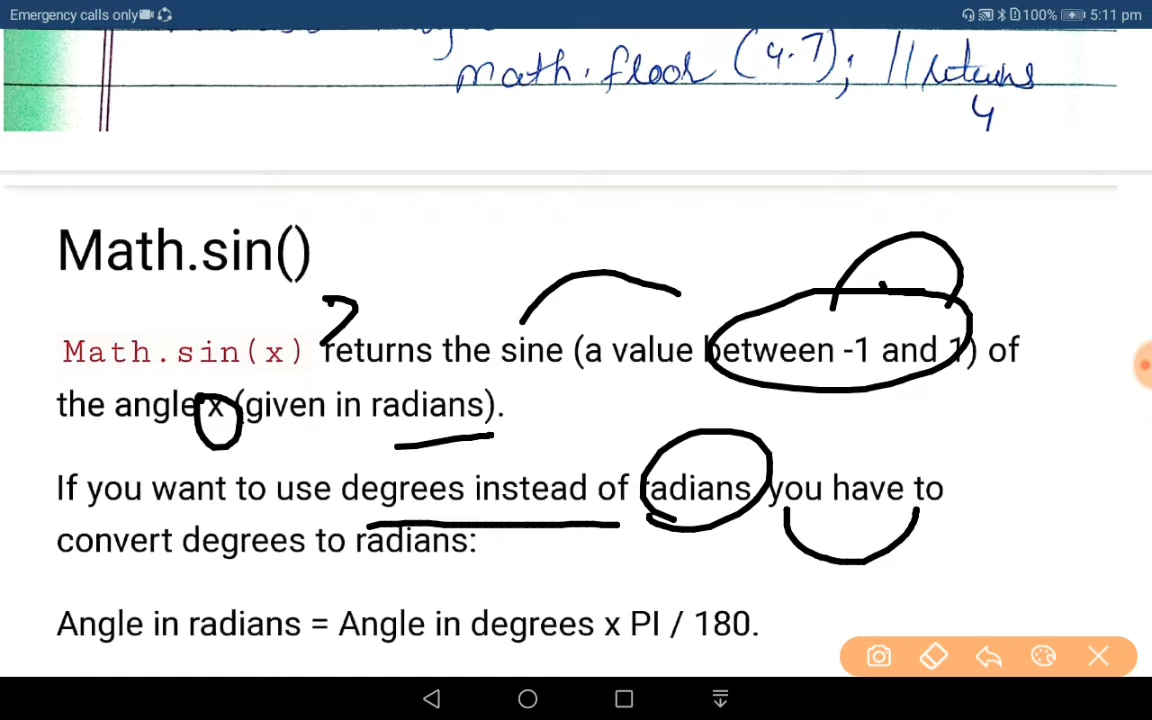 Emergency calls only 100% 5:11 pm
math. floor (4.7); // returns
4
Math.sin()
Math.sin(x) returns the sine (a value between -1 and 1) of
the angle x (given in radians).
If you want to use degrees instead of radians, you have to
convert degrees to radians:
Angle in radians = Angle in degrees x PI / 180.